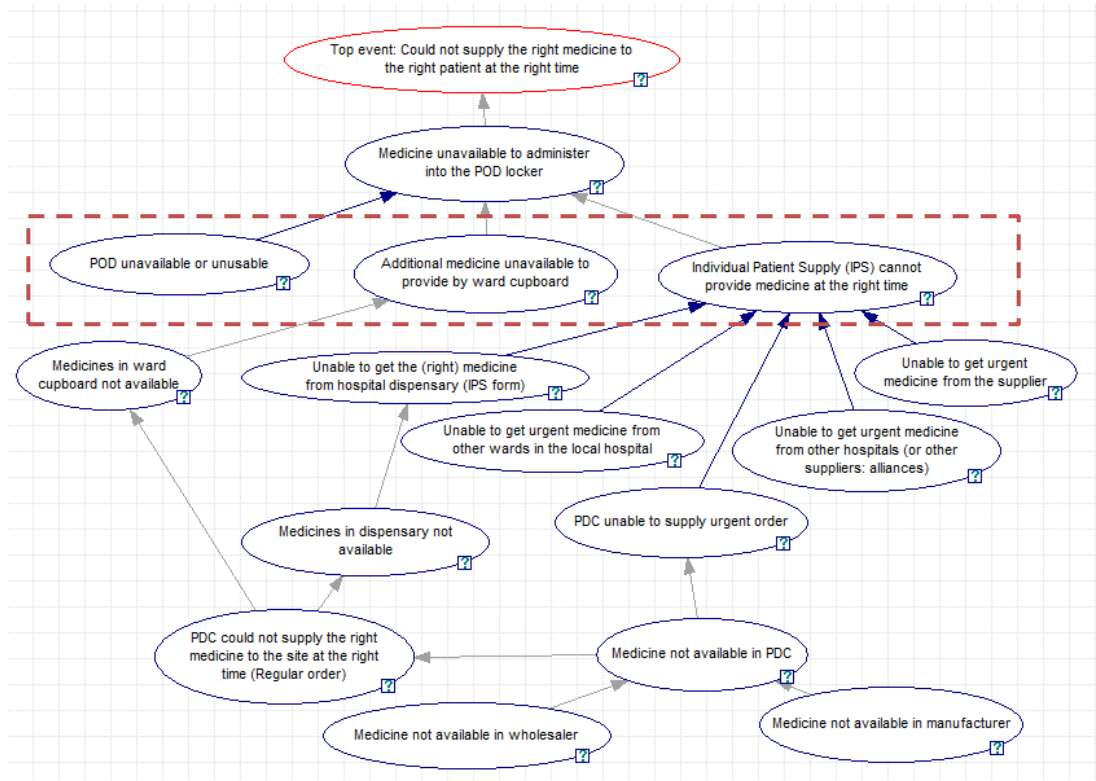 Top event: Could not supply the right medicine to
the right patient at the right time
?
Medicine unavailable to administer
into the POD locker
?
POD unavailable or unusable
?
Additional medicine unavailable to
provide by ward cupboard
?
Individual Patient Supply (IPS) cannot
provide medicine at the right time
?
Medicines in ward
cupboard not available
?
Unable to get the (right) medicine
from hospital dispensary (IPS form)
?
Unable to get urgent
medicine from the supplier
?
Unable to get urgent medicine from
other wards in the local hospital
?
Unable to get urgent medicine
from other hospitals (or other
suppliers: alliances)
?
Medicines in dispensary not
available
?
PDC unable to supply urgent order
?
PDC could not supply the right
medicine to the site at the right
time (Regular order)
?
Medicine not available in PDC
?
Medicine not available in wholesaler
?
Medicine not available in manufacturer
?